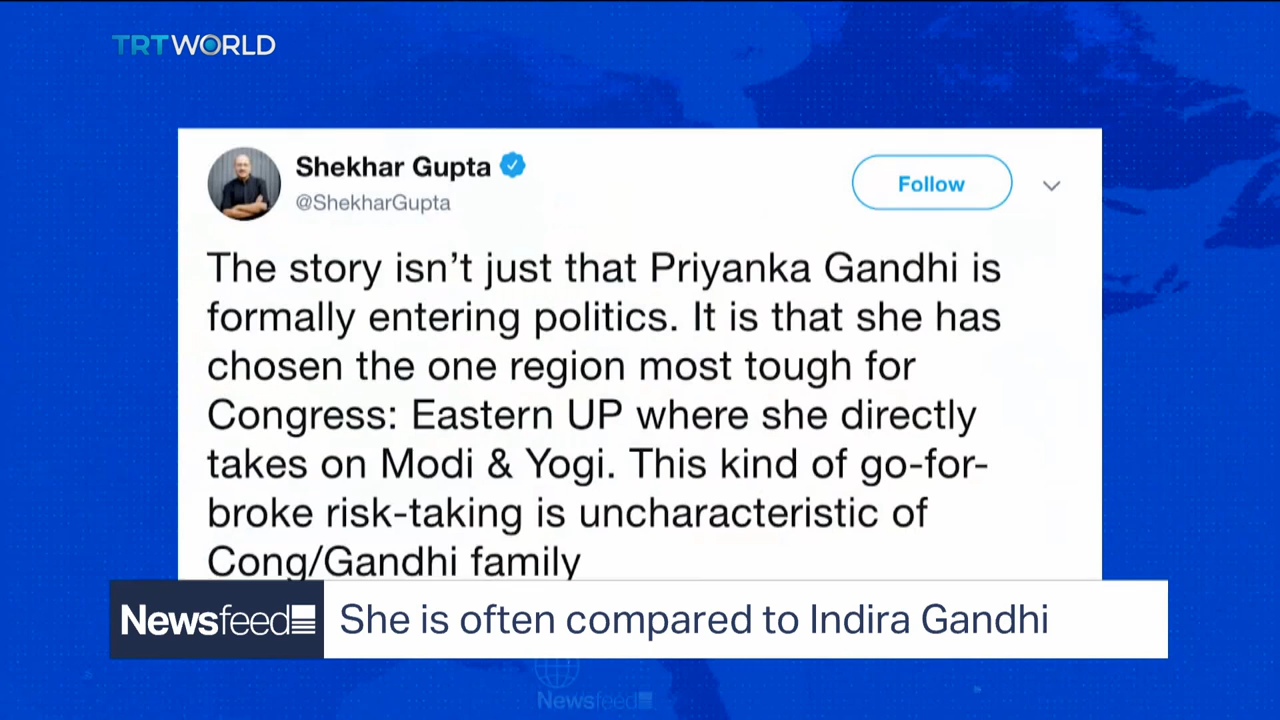 TRTWORLD
Shekhar Gupta
@ShekharGupta
Follow
The story isn’t just that Priyanka Gandhi is
formally entering politics. It is that she has
chosen the one region most tough for
Congress: Eastern UP where she directly
takes on Modi & Yogi. This kind of go-for-
broke risk-taking is uncharacteristic of
Cong/Gandhi family
Newsfeed
She is often compared to Indira Gandhi
Newsfeed